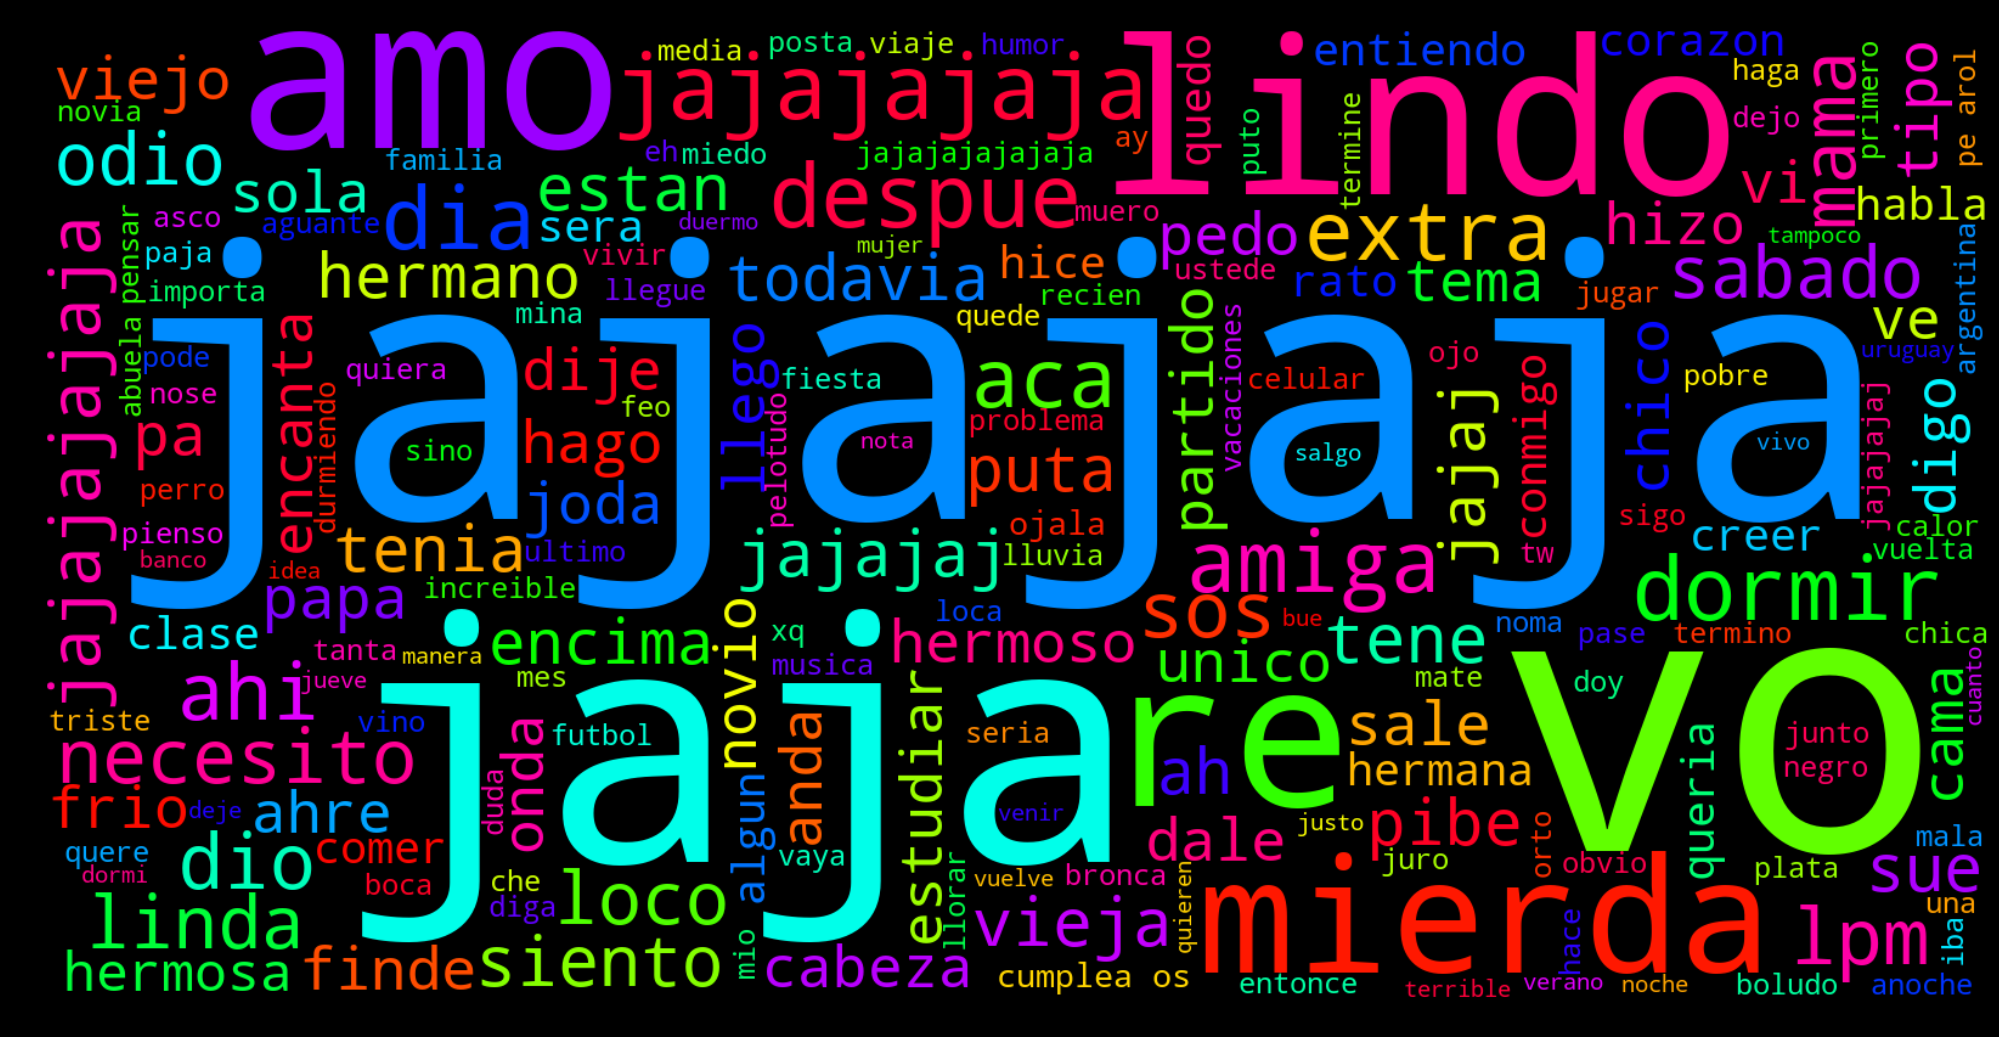 amo
lindo
media
posta
viaje
humor
entiendo
corazon
viejo
jajajajaja
quedo
haga
mama
primero
tipo
pe arol
novia
termine
dejo
puto
ay
odio
familia
eh
miedo
jajajajajajaja
sola
dia
estan
despue
muero
vi
habla
asco
aguante
sera
duermo
pedo
extra
hizo
tampoco
pensar
paja
vivir
mujer
jajajajajaja
hermano
todavia
hice
ustede
rato
tema
jugar
sabado
argentinar
importa
llegue
recien
mina
quede
partido
vacaciones
ve
abuela
jajajaja
encanta
llego
chico
uruguay
pode
quiera
dije
fiesta
aca
celular
ojo
conmigo
pobre
nose
durmiendo
feo
pelotudo
problema
jajaj
jajajajaj
digo
pa
sino
hago
nota
puta
salgo
vivo
perro
joda
ojala
sigo
calor
pienso
banco
tenia
ultimo
jajajaj
lluvia
amiga
tw
creer
vuelta
idea
increible
papa
dormir
jaja
loca
sos
bue
noma
pase
termino
chica
clase
tanta
manera
encima
novio
xq
hermoso
unico
tene
musica
mes
mate
doy
cuanto
ahi
jueve
re
vo
cama
triste
vino
onda
futbol
anda
estudiar
seria
sale
queria
junto
necesito
ah
hermana
negro
frio
deje
ahre
duda
algun
venir
dale
justo
pibe
orto
mala
quere
dio
comer
vaya
juro
obvio
plata
dormi
boca
che
llorar
vuelve
bronca
quieren
mierda
sue
linda
diga
loco
vieja
hace
lpm
una
iba
hermosa
finde
siento
mio
cabeza
cumplea os
entonce
terrible
verano
noche
boludo
anoche